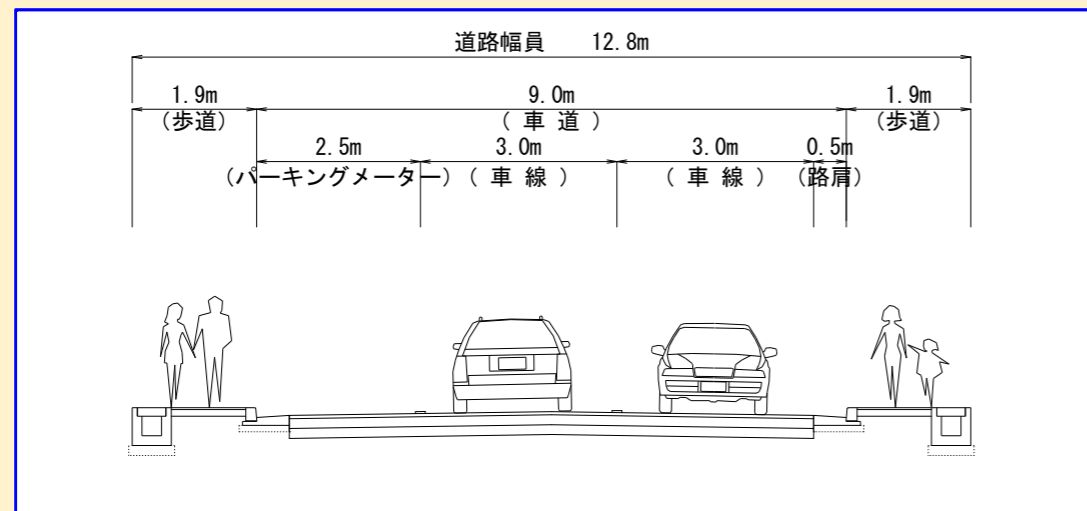 道路幅員 12.8m
1.9m 9.0m 1.9m
(歩道) ( 車 道 ) (歩道)
2.5m 3.0m 3.0m 0.5m
(パーキングメーター) ( 車 線 ) ( 車 線 ) (路肩)